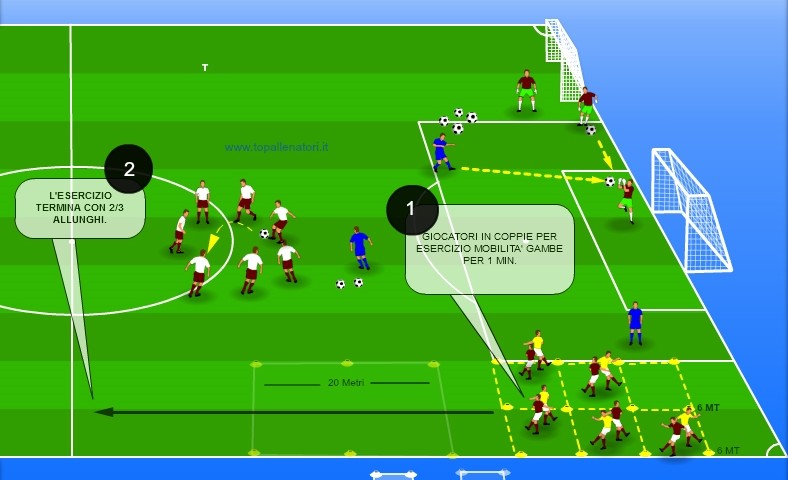 T
www.topallenatori.it
2
L'ESERCIZIO
TERMINA CON 2/3
ALLUNGHI.
1
GIOCATORI IN COPPIE PER
ESERCIZIO MOBILITA' GAMBE
PER 1 MIN.
20 Metri
6 MT
6 MT